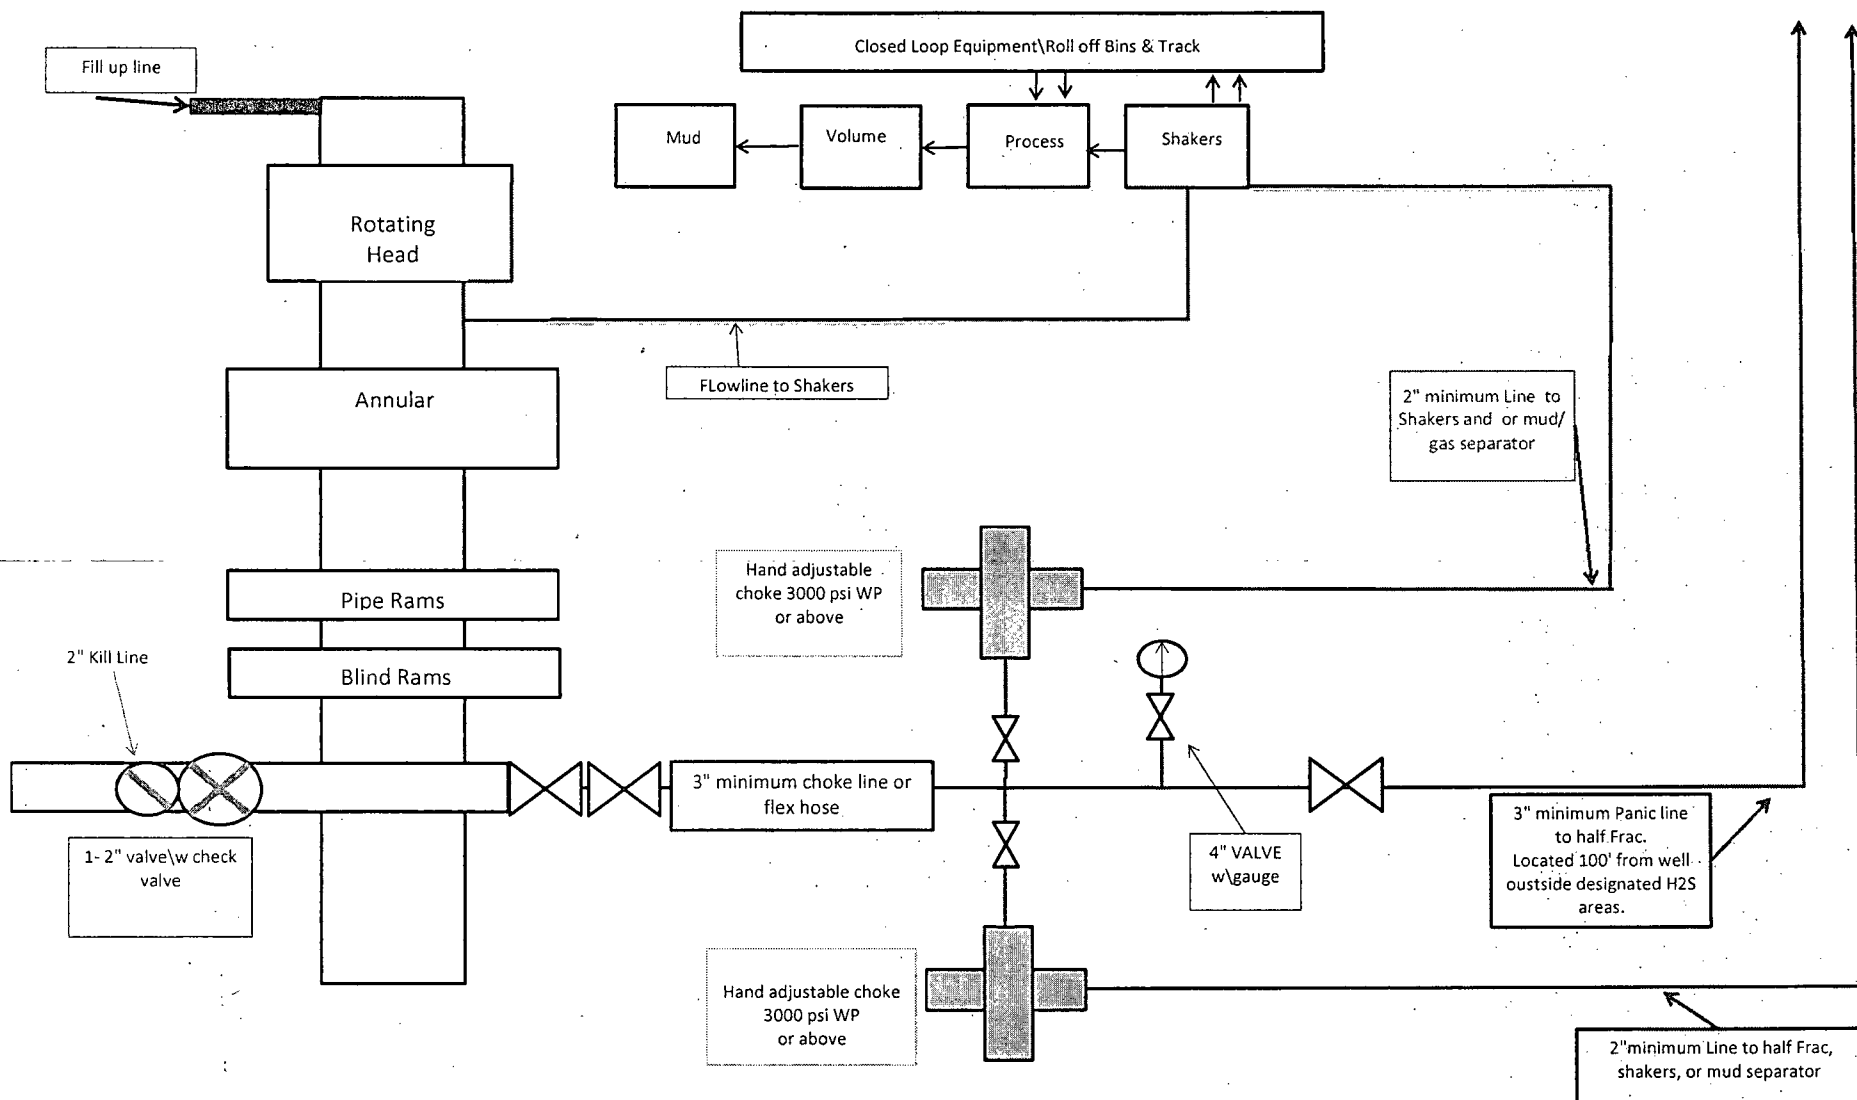 Closed Loop Equipment\Roll off Bins & Track
Fill up line
Mud
Volume
Process
Shakers
Rotating
Head
FLowline to Shakers
Annular
2" minimum Line to
Shakers and or mud/
gas separator
Hand adjustable
choke 3000 psi WP
or above
Pipe Rams
2" Kill Line
Blind Rams
3" minimum choke line or
flex hose
1- 2" valve\w check
valve
4" VALVE
w\gauge
3" minimum Panic line
to half Frac.
Located 100' from well
oustside designated H2S
areas.
Hand adjustable choke
3000 psi WP
or above
2"minimum Line to half Frac,
shakers, or mud separator